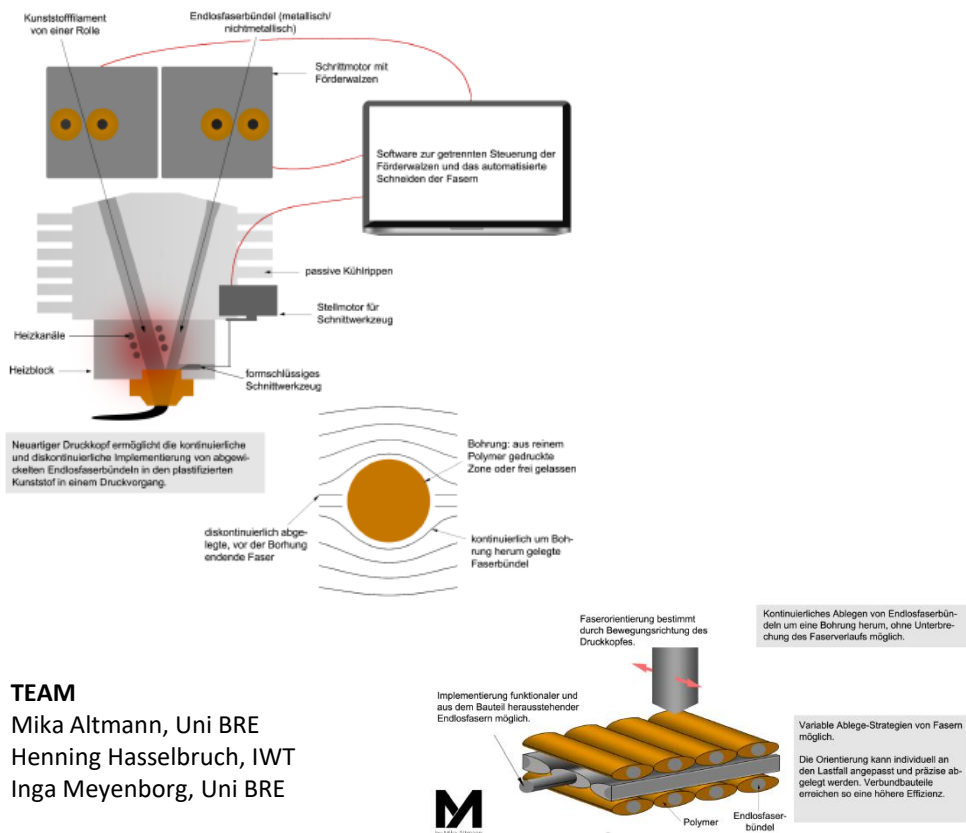 Kunststofffilament
von einer Rolle
Endlosfaserbündel (metallisch/
nichtmetallisch)
Schrittmotor mit
Förderwalzen
Software zur getrennten Steuerung der
Förderwalzen und das automatisierte
Schneiden der Fasern
passive Kühlrippen
Stellmotor für
Schnittwerkzeug
Heizkanäle
Heizblock
formschlüssiges
Schnittwerkzeug
Neuartiger Druckkopf ermöglicht die kontinuierliche
und diskontinuierliche Implementierung von abgewi-
ckelten Endlosfaserbündeln in den plastifizierten
Kunststof in einem Druckvorgang.
Bohrung: aus reinem
Polymer gedruckte
Zone oder frei gelassen
diskontinuierlich abge-
legte, vor der Borhung
endende Faser
kontinuierlich um Boh-
rung herum gelegte
Faserbündel
Faserorientierung bestimmt
durch Bewegungsrichtung des
Druckkopfes.
Kontinuierliches Ablegen von Endlosfaserbün-
deln um eine Bohrung herum, ohne Unterbre-
chung des Faserverlaufs möglich.
Implementierung funktionaler und
aus dem Bauteil herausstehender
Endlosfasern möglich.
Variable Ablege-Strategien von Fasern
möglich.
Die Orientierung kann individuell an
den Lastfall angepasst und präzise ab-
gelegt werden. Verbundbauteile
erreichen so eine höhere Effizienz.
Polymer
Endlosfaser-
bündel
TEAM
Mika Altmann, Uni BRE
Henning Hasselbruch, IWT
Inga Meyenborg, Uni BRE
M
by Mika Altmann